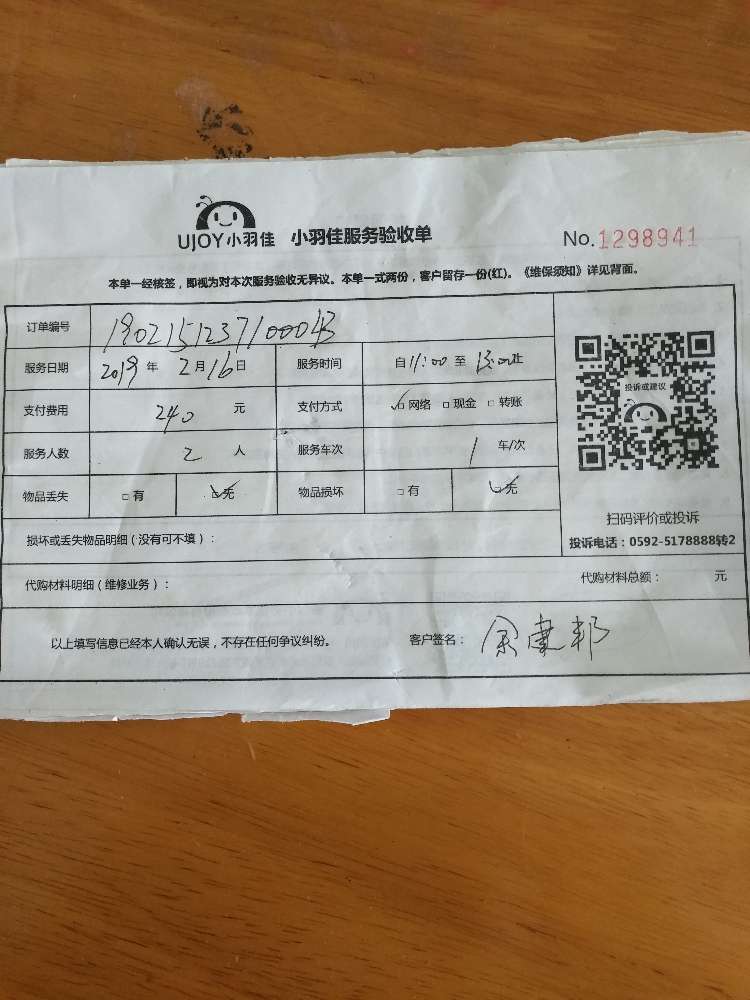 UJOY小羽佳 小羽佳服务验收单 No.1298941
本单一经核签，即视为对本次服务验收无异议。本单一式两份，客户留存一份(红)。《维保须知》详见背面。
订单编号
服务日期 2019 年 2 月 16 日 服务时间 自 11:00 至 止
支付费用 240 元 支付方式 ☑网络 □现金 □转账
服务人数 2 人 服务车次 1 车/次
物品丢失 □有 ☑无 物品损坏 □有 ☑无
投诉或建议
扫码评价或投诉
投诉电话：0592-5178888转2
损坏或丢失物品明细(没有可不填)：
代购材料明细(维修业务)： 代购材料总额： 元
以上填写信息已经本人确认无误，不存在任何争议纠纷。 客户签名：